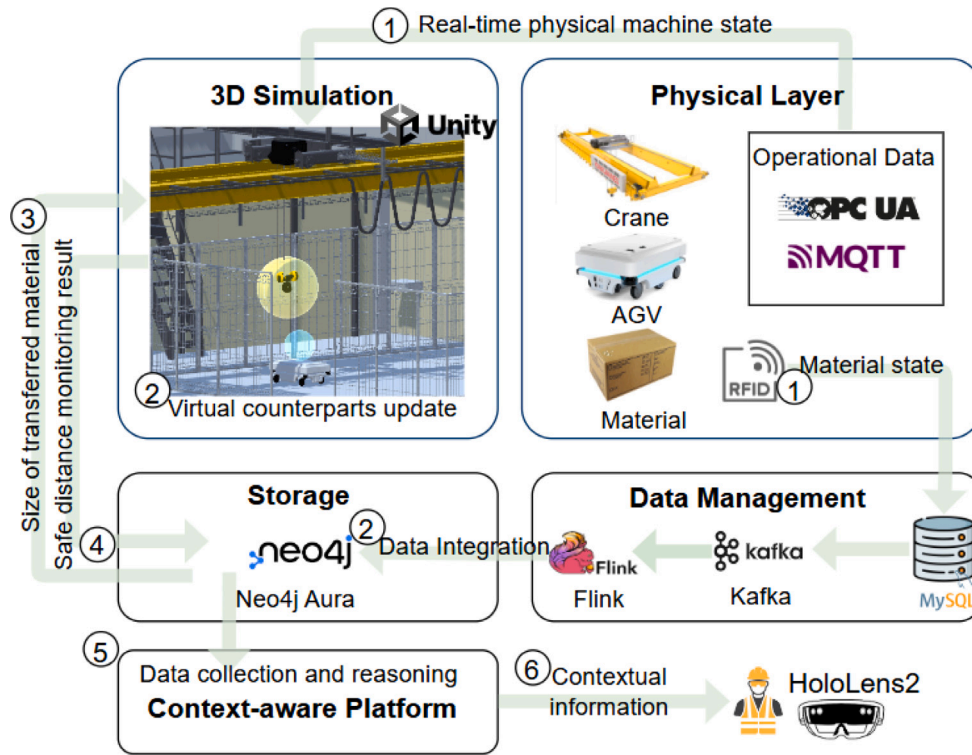 1 Real-time physical machine state
3D Simulation
Unity
Physical Layer
Operational Data
OPC UA
MQTT
Crane
AGV
Material
RFID
1
Material state
2 Virtual counterparts update
3
Size of transferred material
Safe distance monitoring result
4
Storage
neo4j
2
Neo4j Aura
Data Integration
Data Management
Flink
Flink
kafka
Kafka
MySQL
5
Data collection and reasoning
Context-aware Platform
6 Contextual
information
HoloLens2